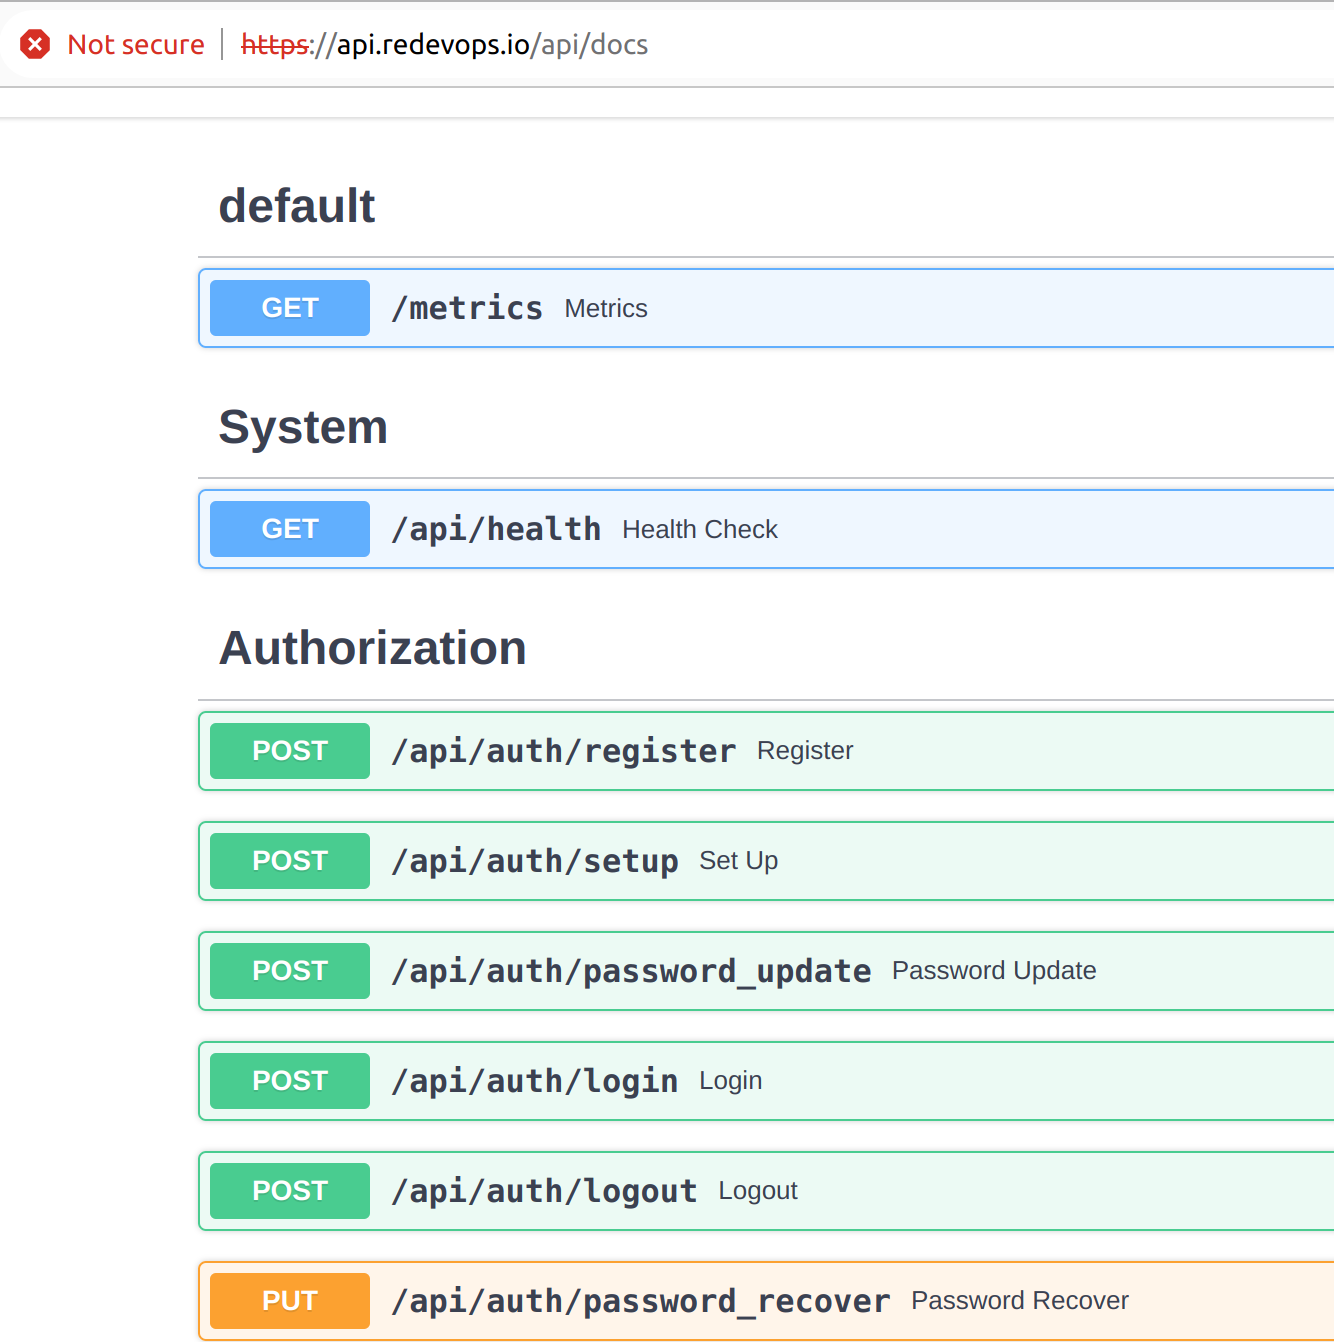 Not secure https://api.redevops.io/api/docs
default
GET /metrics Metrics
System
GET /api/health Health Check
Authorization
POST /api/auth/register Register
POST /api/auth/setup Set Up
POST /api/auth/password_update Password Update
POST /api/auth/login Login
POST /api/auth/logout Logout
PUT /api/auth/password_recover Password Recover